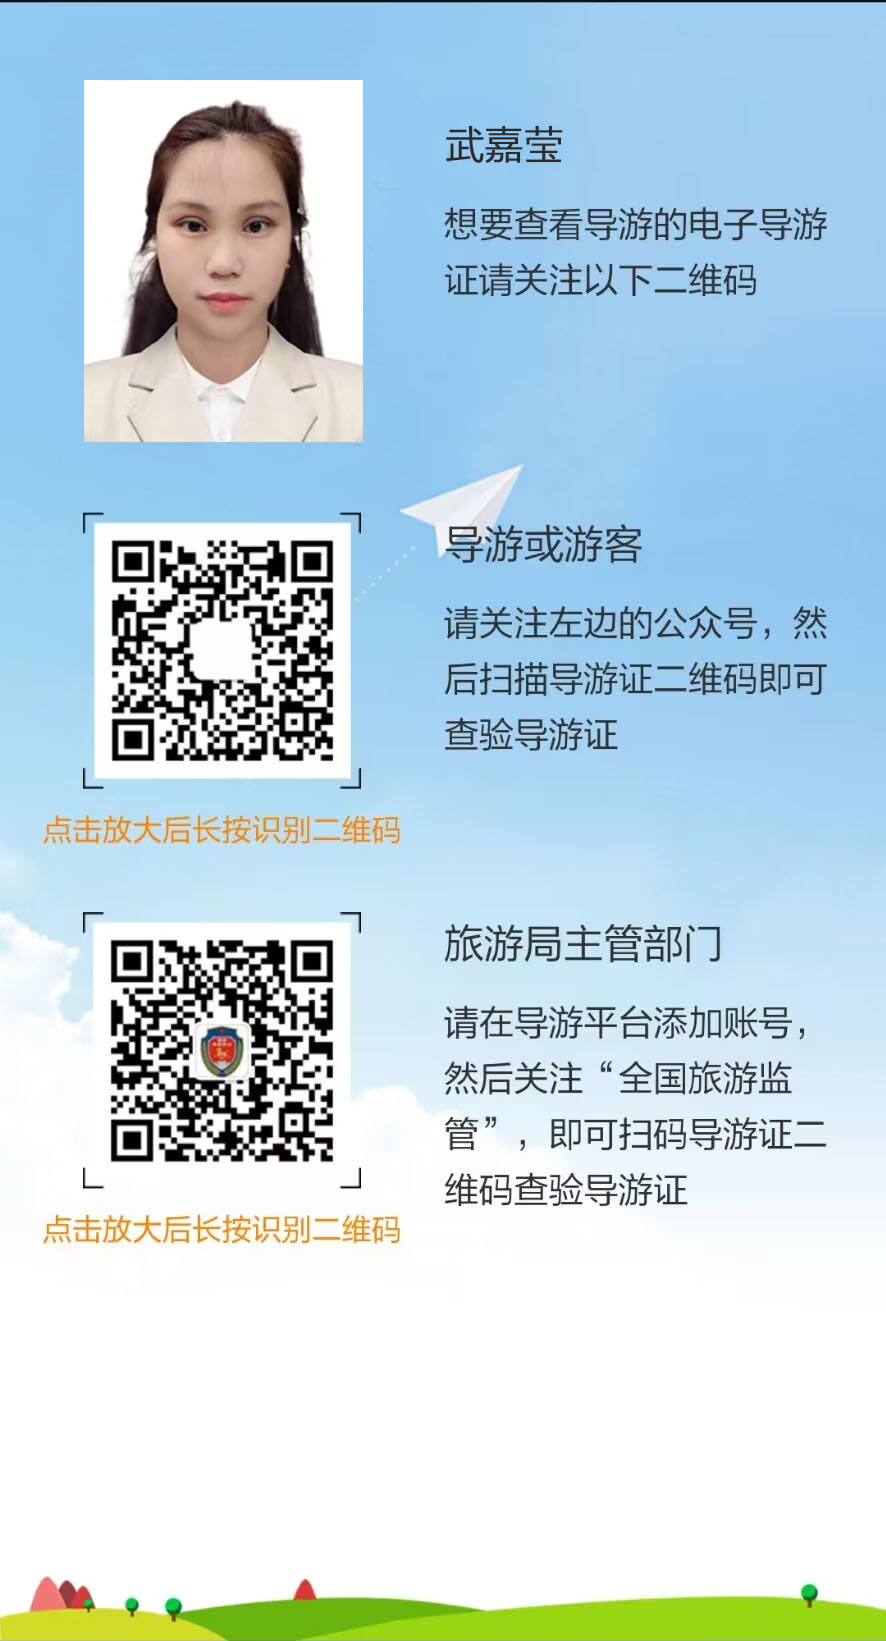 武嘉莹
想要查看导游的电子导游
证请关注以下二维码
导游或游客
请关注左边的公众号，然
后扫描导游证二维码即可
查验导游证
点击放大后长按识别二维码
旅游局主管部门
请在导游平台添加账号，
然后关注“全国旅游监
管”，即可扫码导游证二
维码查验导游证
点击放大后长按识别二维码